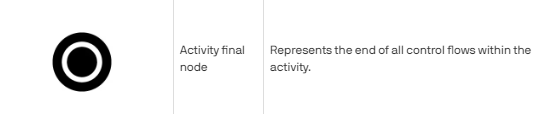 Activity final
node
Represents the end of all control flows within the
activity.